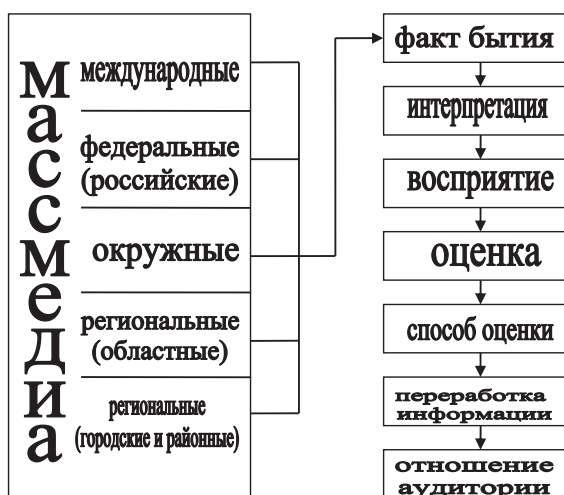 массмедиа
международные
федеральные
(российские)
окружные
региональные
(областные)
региональные
(городские и районные)
факт бытия
интерпретация
восприятие
оценка
способ оценки
переработка
информации
отношение
аудитории